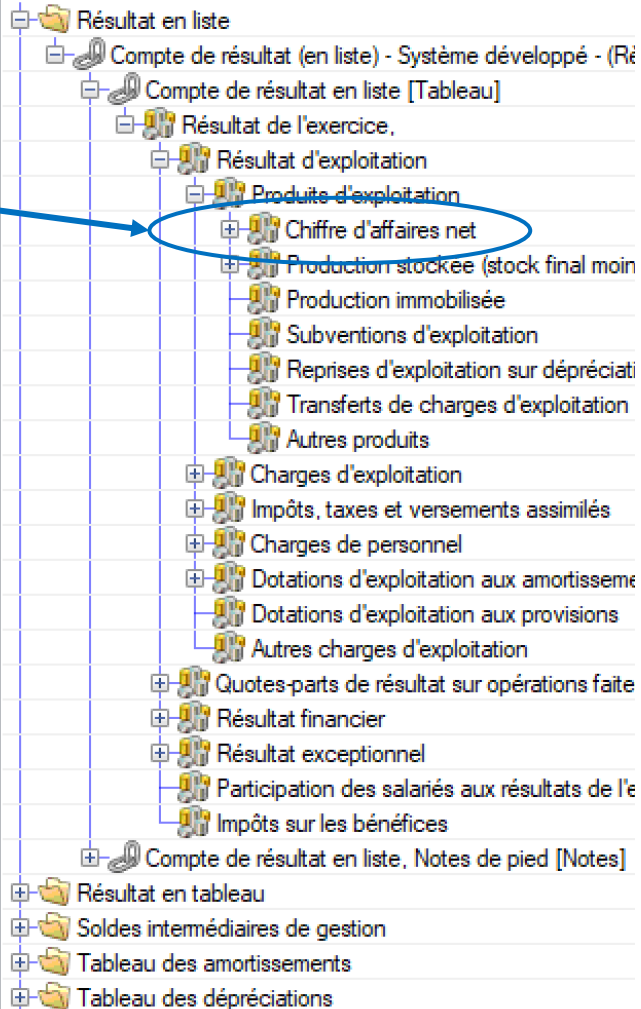 Résultat en liste
Compte de résultat (en liste) - Système développé - (Rè
Compte de résultat en liste [Tableau]
Résultat de l'exercice,
Résultat d'exploitation
Produits d'exploitation
Chiffre d'affaires net
Production stockée (stock final moin
Production immobilisée
Subventions d'exploitation
Reprises d'exploitation sur dépréciati
Transferts de charges d'exploitation
Autres produits
Charges d'exploitation
Impôts, taxes et versements assimilés
Charges de personnel
Dotations d'exploitation aux amortisseme
Dotations d'exploitation aux provisions
Autres charges d'exploitation
Quotes-parts de résultat sur opérations faite
Résultat financier
Résultat exceptionnel
Participation des salariés aux résultats de l'e
Impôts sur les bénéfices
Compte de résultat en liste, Notes de pied [Notes]
Résultat en tableau
Soldes intermédiaires de gestion
Tableau des amortissements
Tableau des dépréciations